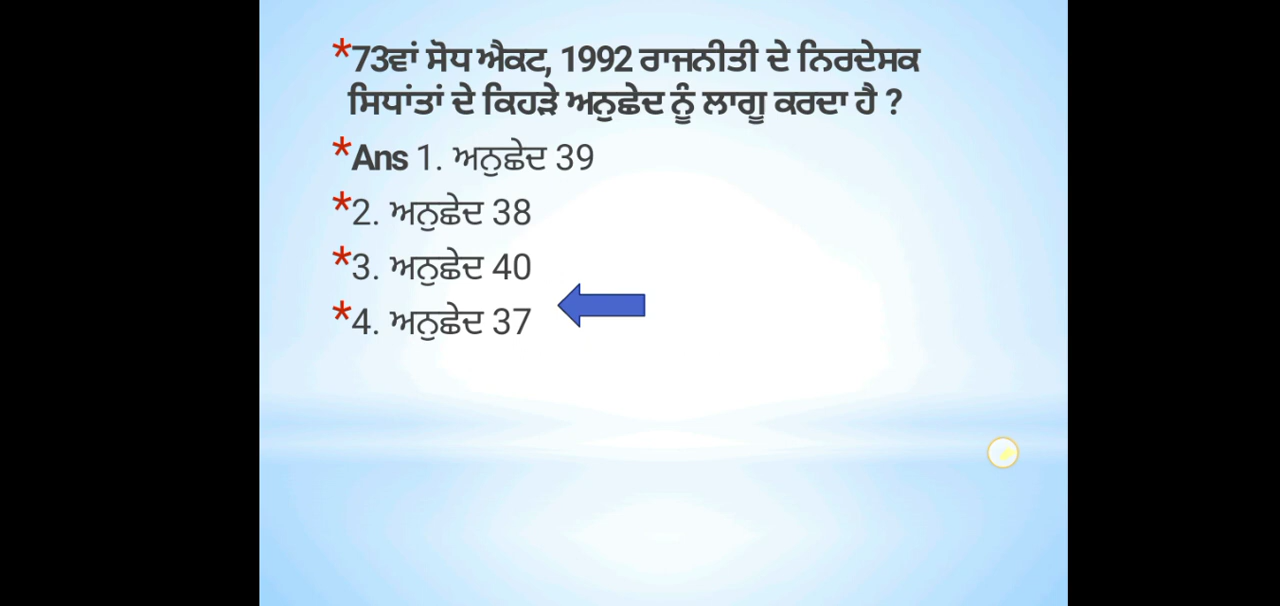 *73ਵਾਂ ਸੋਧ ਐਕਟ, 1992 ਰਾਜਨੀਤੀ ਦੇ ਨਿਰਦੇਸਕ
ਸਿਧਾਂਤਾਂ ਦੇ ਕਿਹੜੇ ਅਨੁਛੇਦ ਨੂੰ ਲਾਗੂ ਕਰਦਾ ਹੈ ?
*Ans 1. ਅਨੁਛੇਦ 39
*2. ਅਨੁਛੇਦ 38
*3. ਅਨੁਛੇਦ 40
*4. ਅਨੁਛੇਦ 37